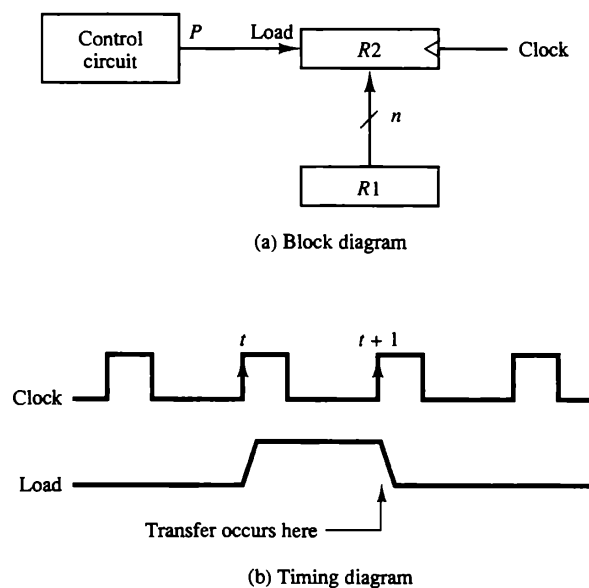 Control
circuit
P
Load
R2
Clock
n
R1
(a) Block diagram
t
t + 1
Clock
Load
Transfer occurs here
(b) Timing diagram